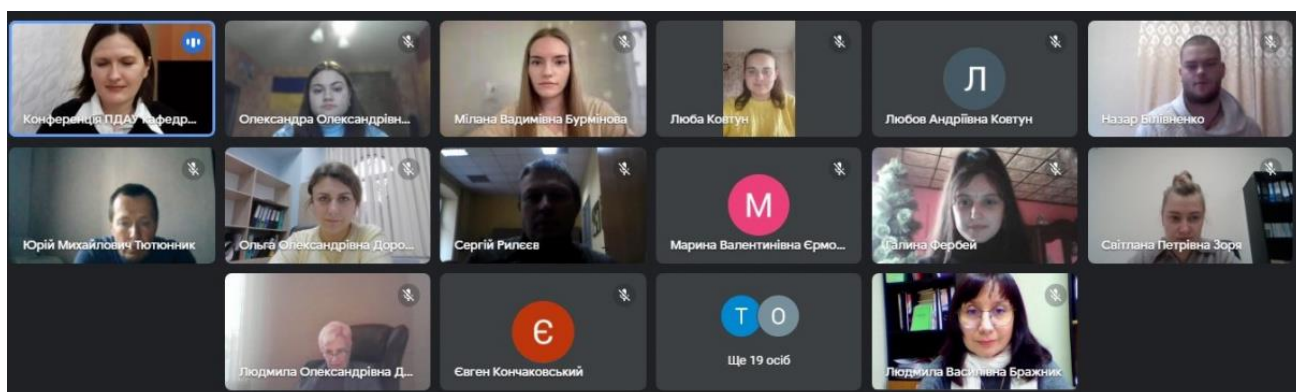 Конференція ПДАУ кафедр...
Олександра Олександрівн...
Мілана Вадимівна Бурмінова
Люба Ковтун
Л
Любов Андріївна Ковтун
Назар Білівненко
Юрій Михайлович Тютюнник
Ольга Олександрівна Доро...
Сергій Рилєєв
М
Марина Валентинівна Єрмо...
Галина Фербей
Світлана Петрівна Зоря
Людмила Олександрівна Д...
Є
Євген Кончаковський
Т О
Ще 19 осіб
Людмила Василівна Бражник